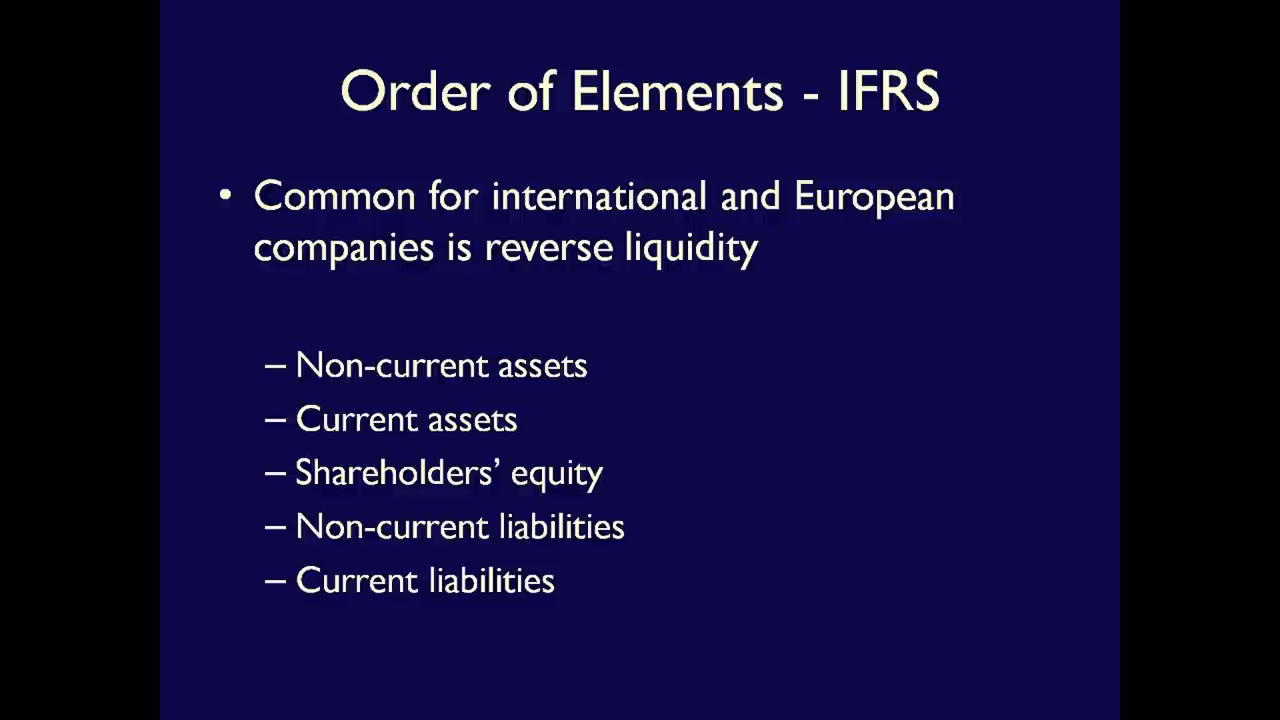 Order of Elements - IFRS
• Common for international and European
companies is reverse liquidity
– Non-current assets
– Current assets
– Shareholders’ equity
– Non-current liabilities
– Current liabilities